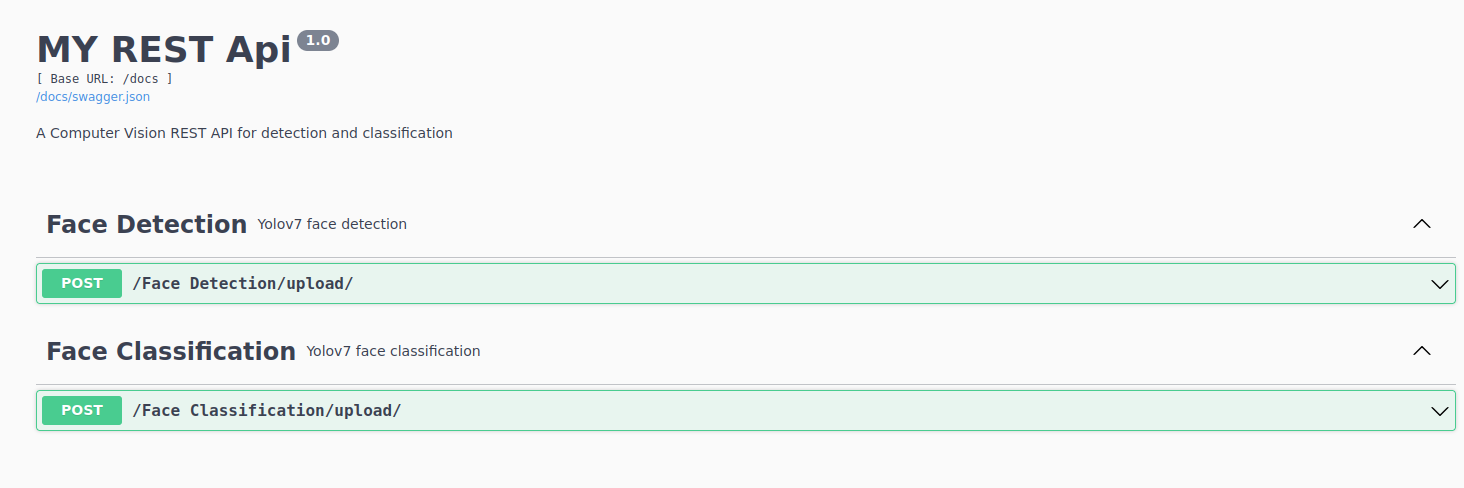 MY REST Api 1.0
[ Base URL: /docs ]
/docs/swagger.json
A Computer Vision REST API for detection and classification
Face Detection Yolov7 face detection
POST /Face Detection/upload/
Face Classification Yolov7 face classification
POST /Face Classification/upload/